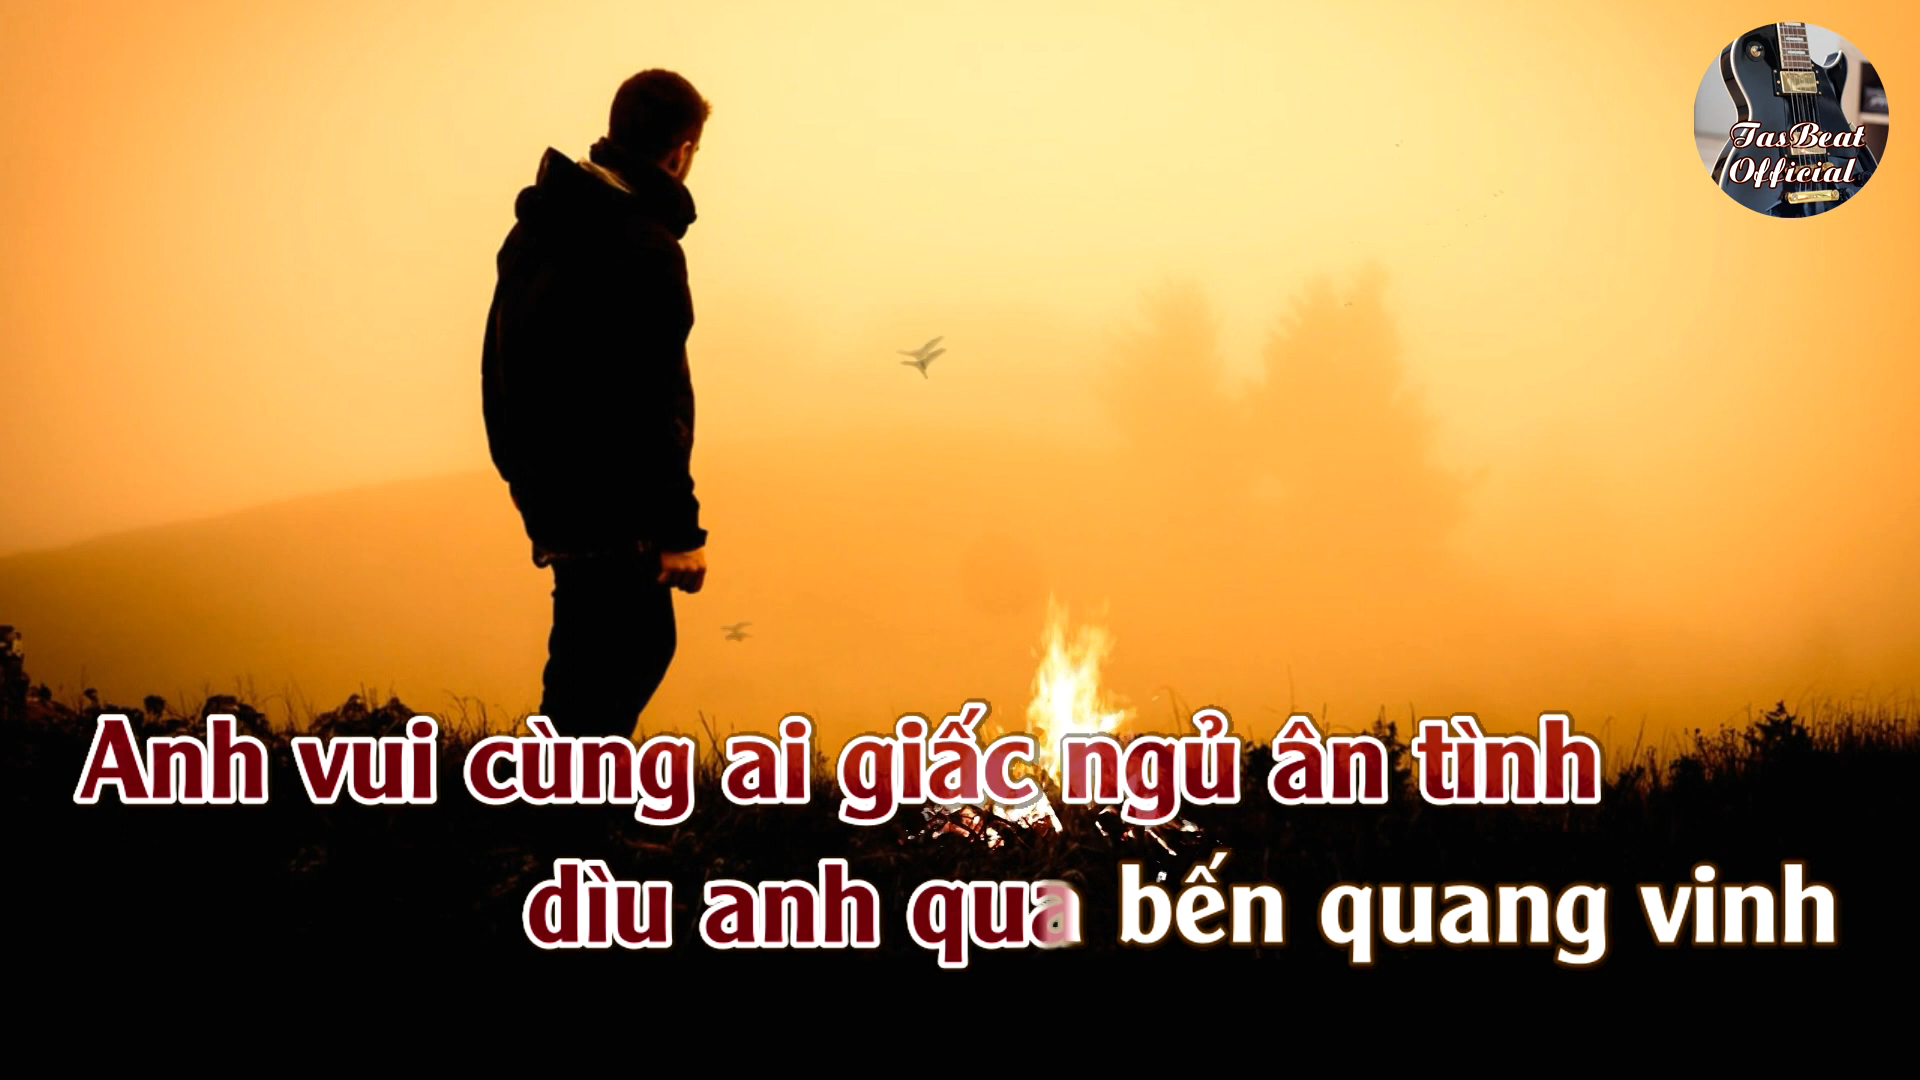 TasBeat
Official
Anh vui cùng ai giấc ngủ ân tình
dìu anh qua bến quang vinh